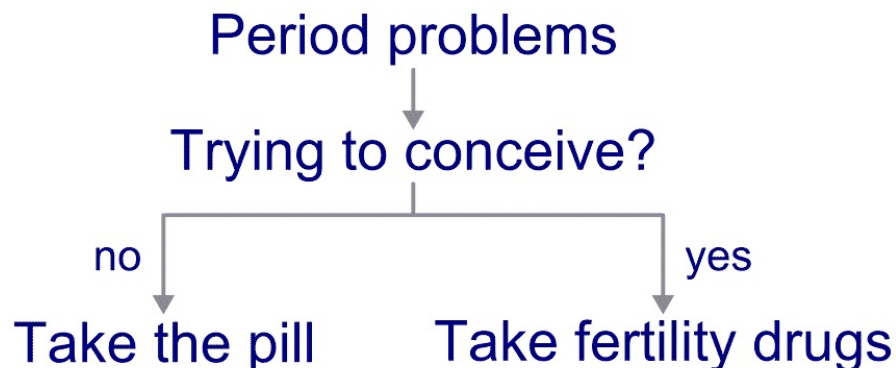 Period problems
Trying to conceive?
no
yes
Take the pill
Take fertility drugs